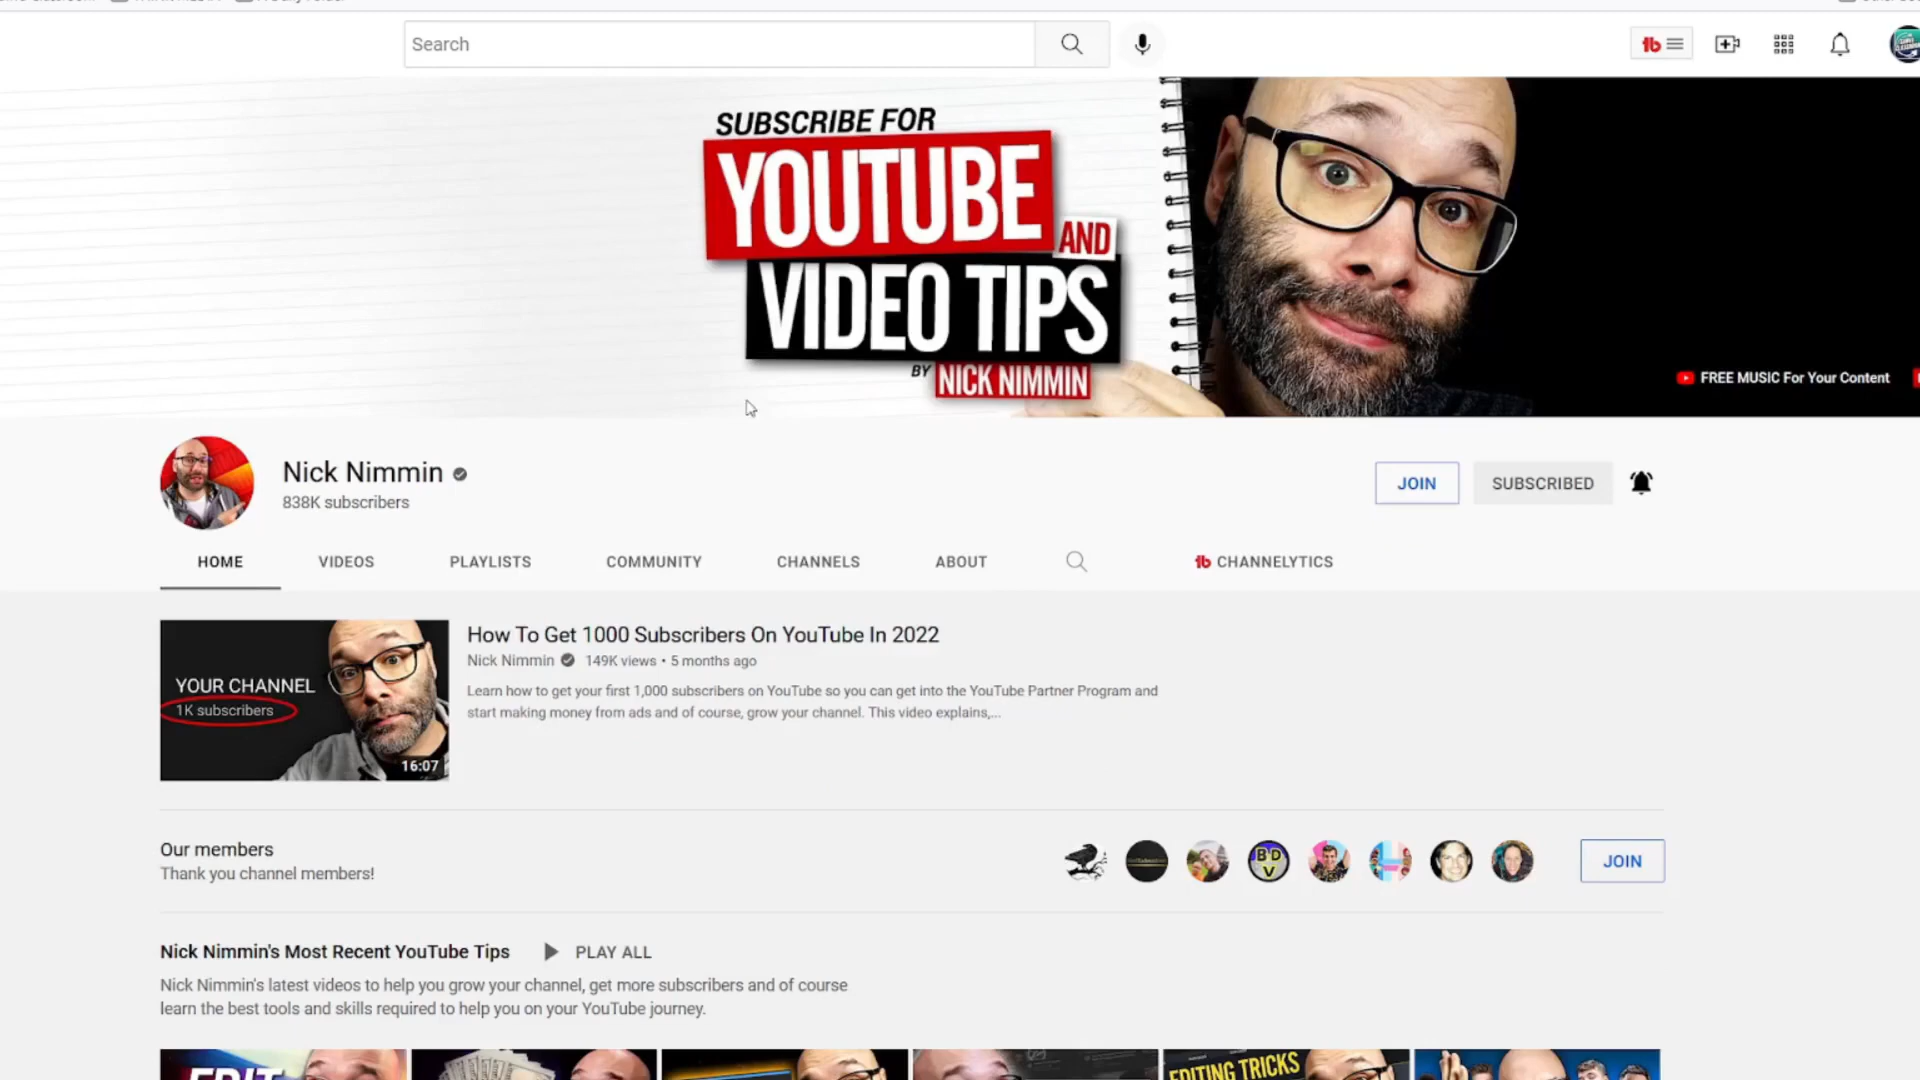 Search
SUBSCRIBE FOR
YOUTUBE
AND
VIDEO TIPS
BY NICK NIMMIN
FREE MUSIC For Your Content
Nick Nimmin
838K subscribers
JOIN
SUBSCRIBED
HOME
VIDEOS
PLAYLISTS
COMMUNITY
CHANNELS
ABOUT
tb CHANNELYTICS
YOUR CHANNEL
1K subscribers
16:07
How To Get 1000 Subscribers On YouTube In 2022
Nick Nimmin 149K views • 5 months ago
Learn how to get your first 1,000 subscribers on YouTube so you can get into the YouTube Partner Program and
start making money from ads and of course, grow your channel. This video explains,...
Our members
Thank you channel members!
BD
V
JOIN
Nick Nimmin's Most Recent YouTube Tips
PLAY ALL
Nick Nimmin's latest videos to help you grow your channel, get more subscribers and of course
learn the best tools and skills required to help you on your YouTube journey.
EDIT
EDITING TRICKS